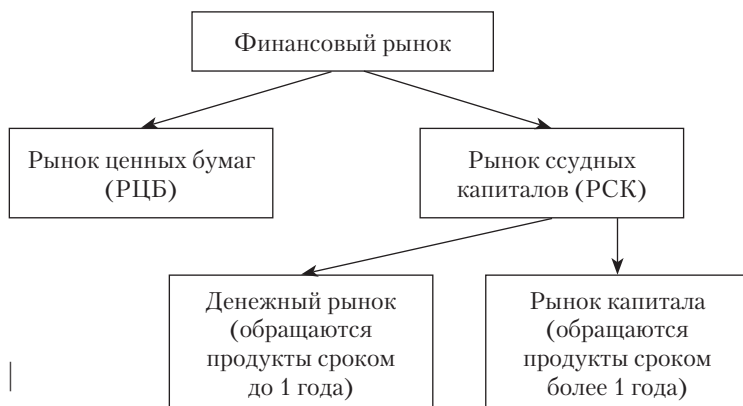 Финансовый рынок
Рынок ценных бумаг
(РЦБ)
Рынок ссудных
капиталов (РСК)
Денежный рынок
(обращаются
продукты сроком
до 1 года)
Рынок капитала
(обращаются
продукты сроком
более 1 года)